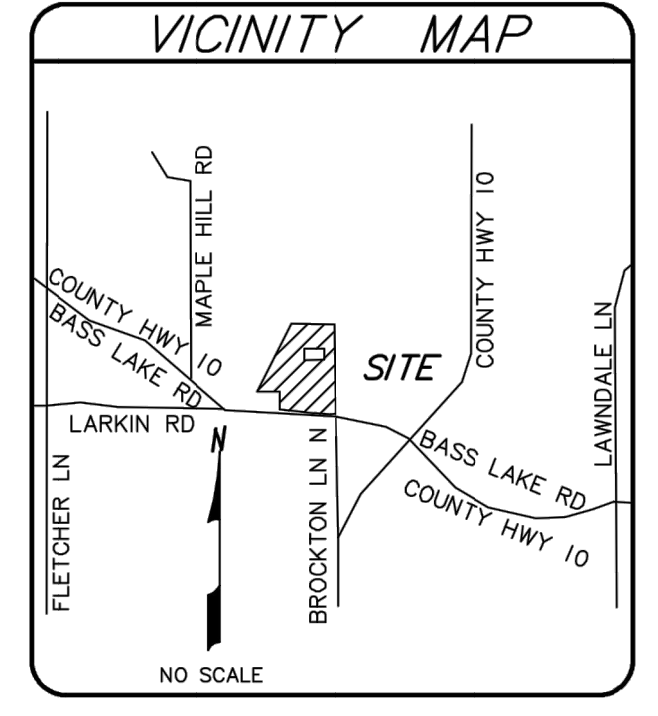 VICINITY MAP
MAPLE HILL RD
COUNTY HWY 10
COUNTY HWY 10
BASS LAKE RD
SITE
LAWNDALE LN
LARKIN RD
N
BROCKTON LN N
BASS LAKE RD
COUNTY HWY 10
FLETCHER LN
NO SCALE